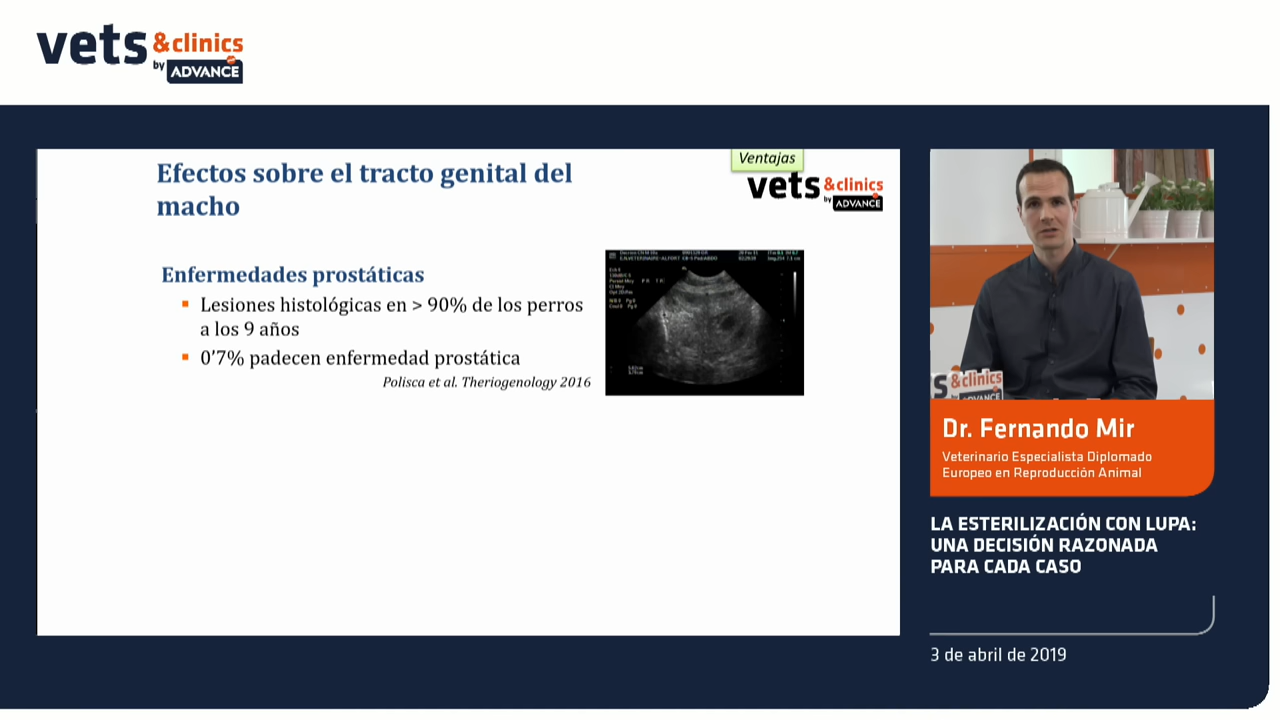 vets &clinics
by ADVANCE
Efectos sobre el tracto genital del
macho
Ventajas
vets &clinics
by ADVANCE
Enfermedades prostáticas
Lesiones histológicas en > 90% de los perros
a los 9 años
0’7% padecen enfermedad prostática
Polisca et al. Theriogenology 2016
s &clinics
ADVANCE
Dr. Fernando Mir
Veterinario Especialista Diplomado
Europeo en Reproducción Animal
LA ESTERILIZACIÓN CON LUPA:
UNA DECISIÓN RAZONADA
PARA CADA CASO
3 de abril de 2019